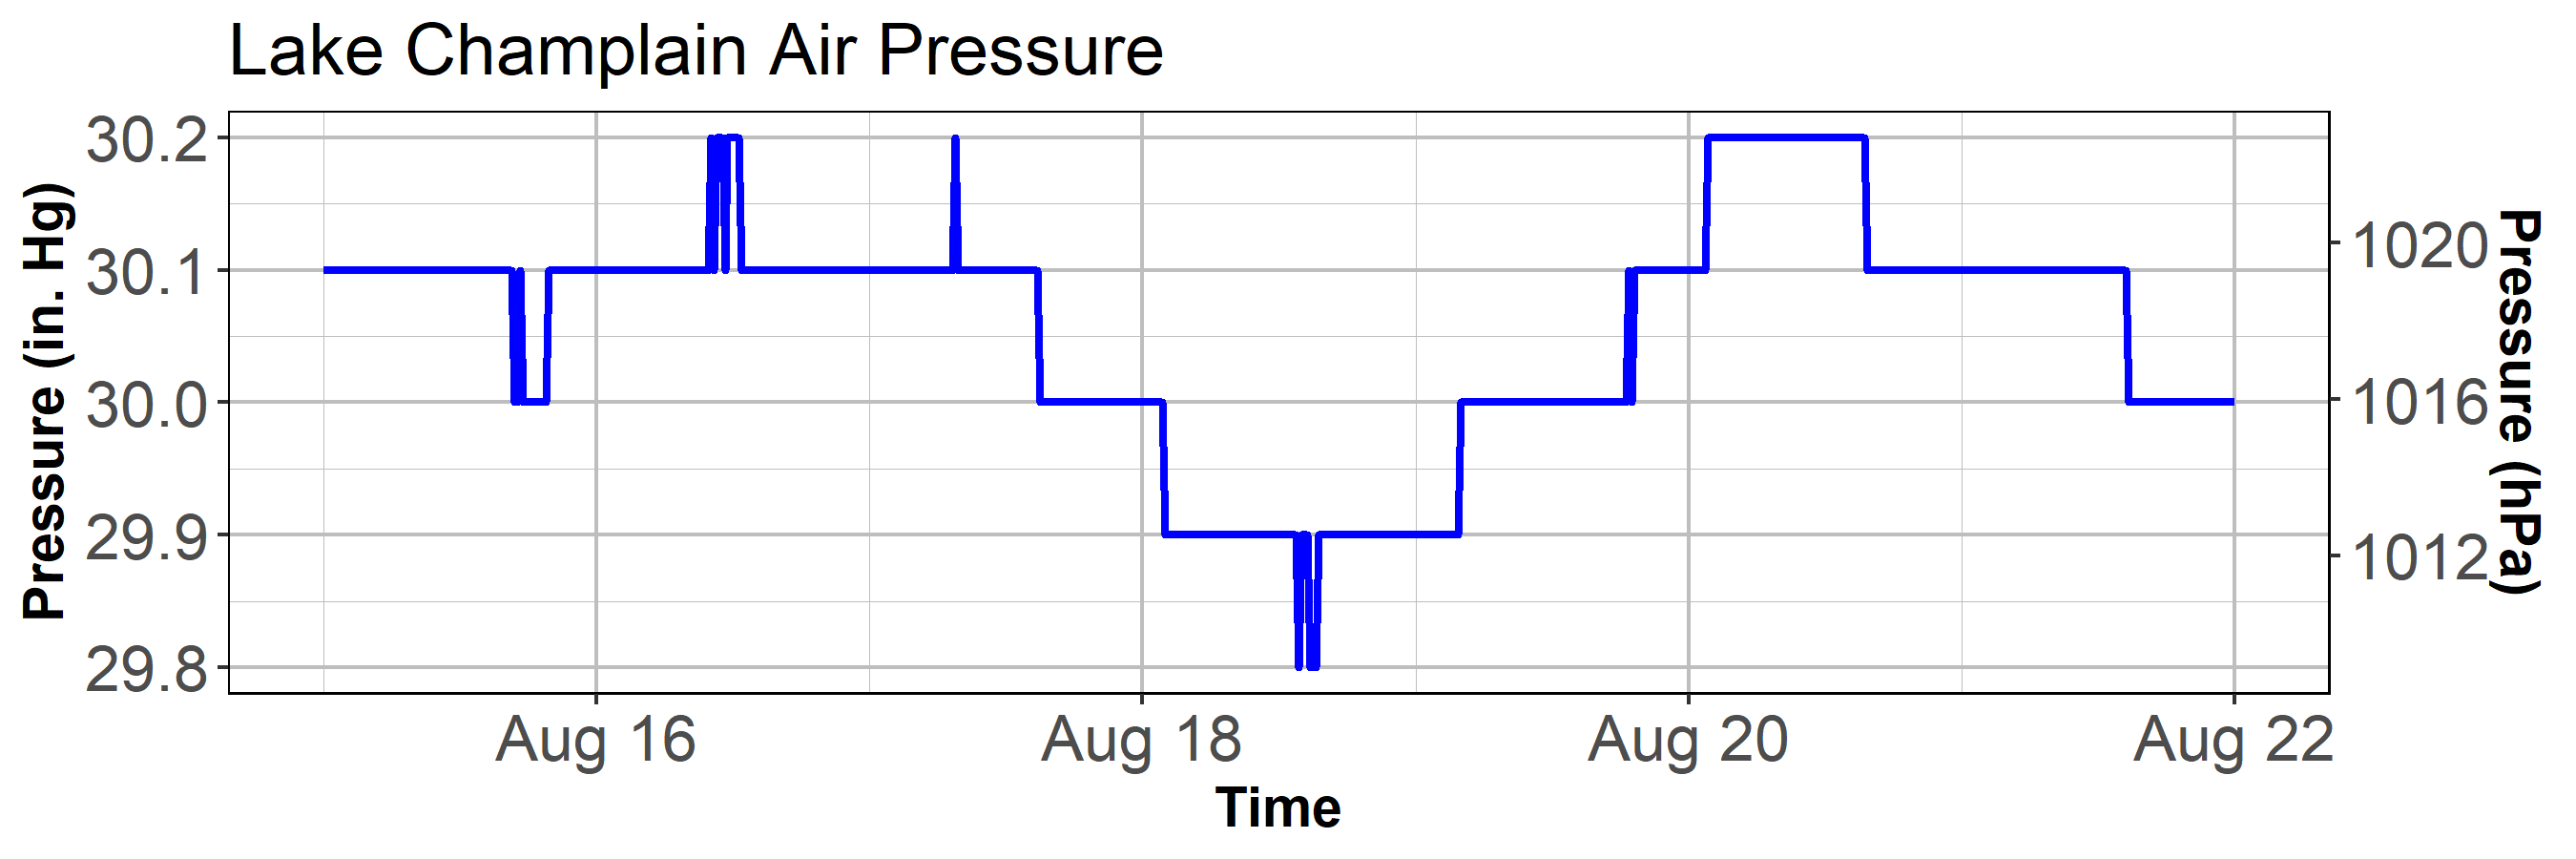 Lake Champlain Air Pressure
Pressure (in. Hg)
30.2
30.1
30.0
29.9
29.8
1020
1016
1012
Pressure (hPa)
Aug 16
Aug 18
Aug 20
Aug 22
Time